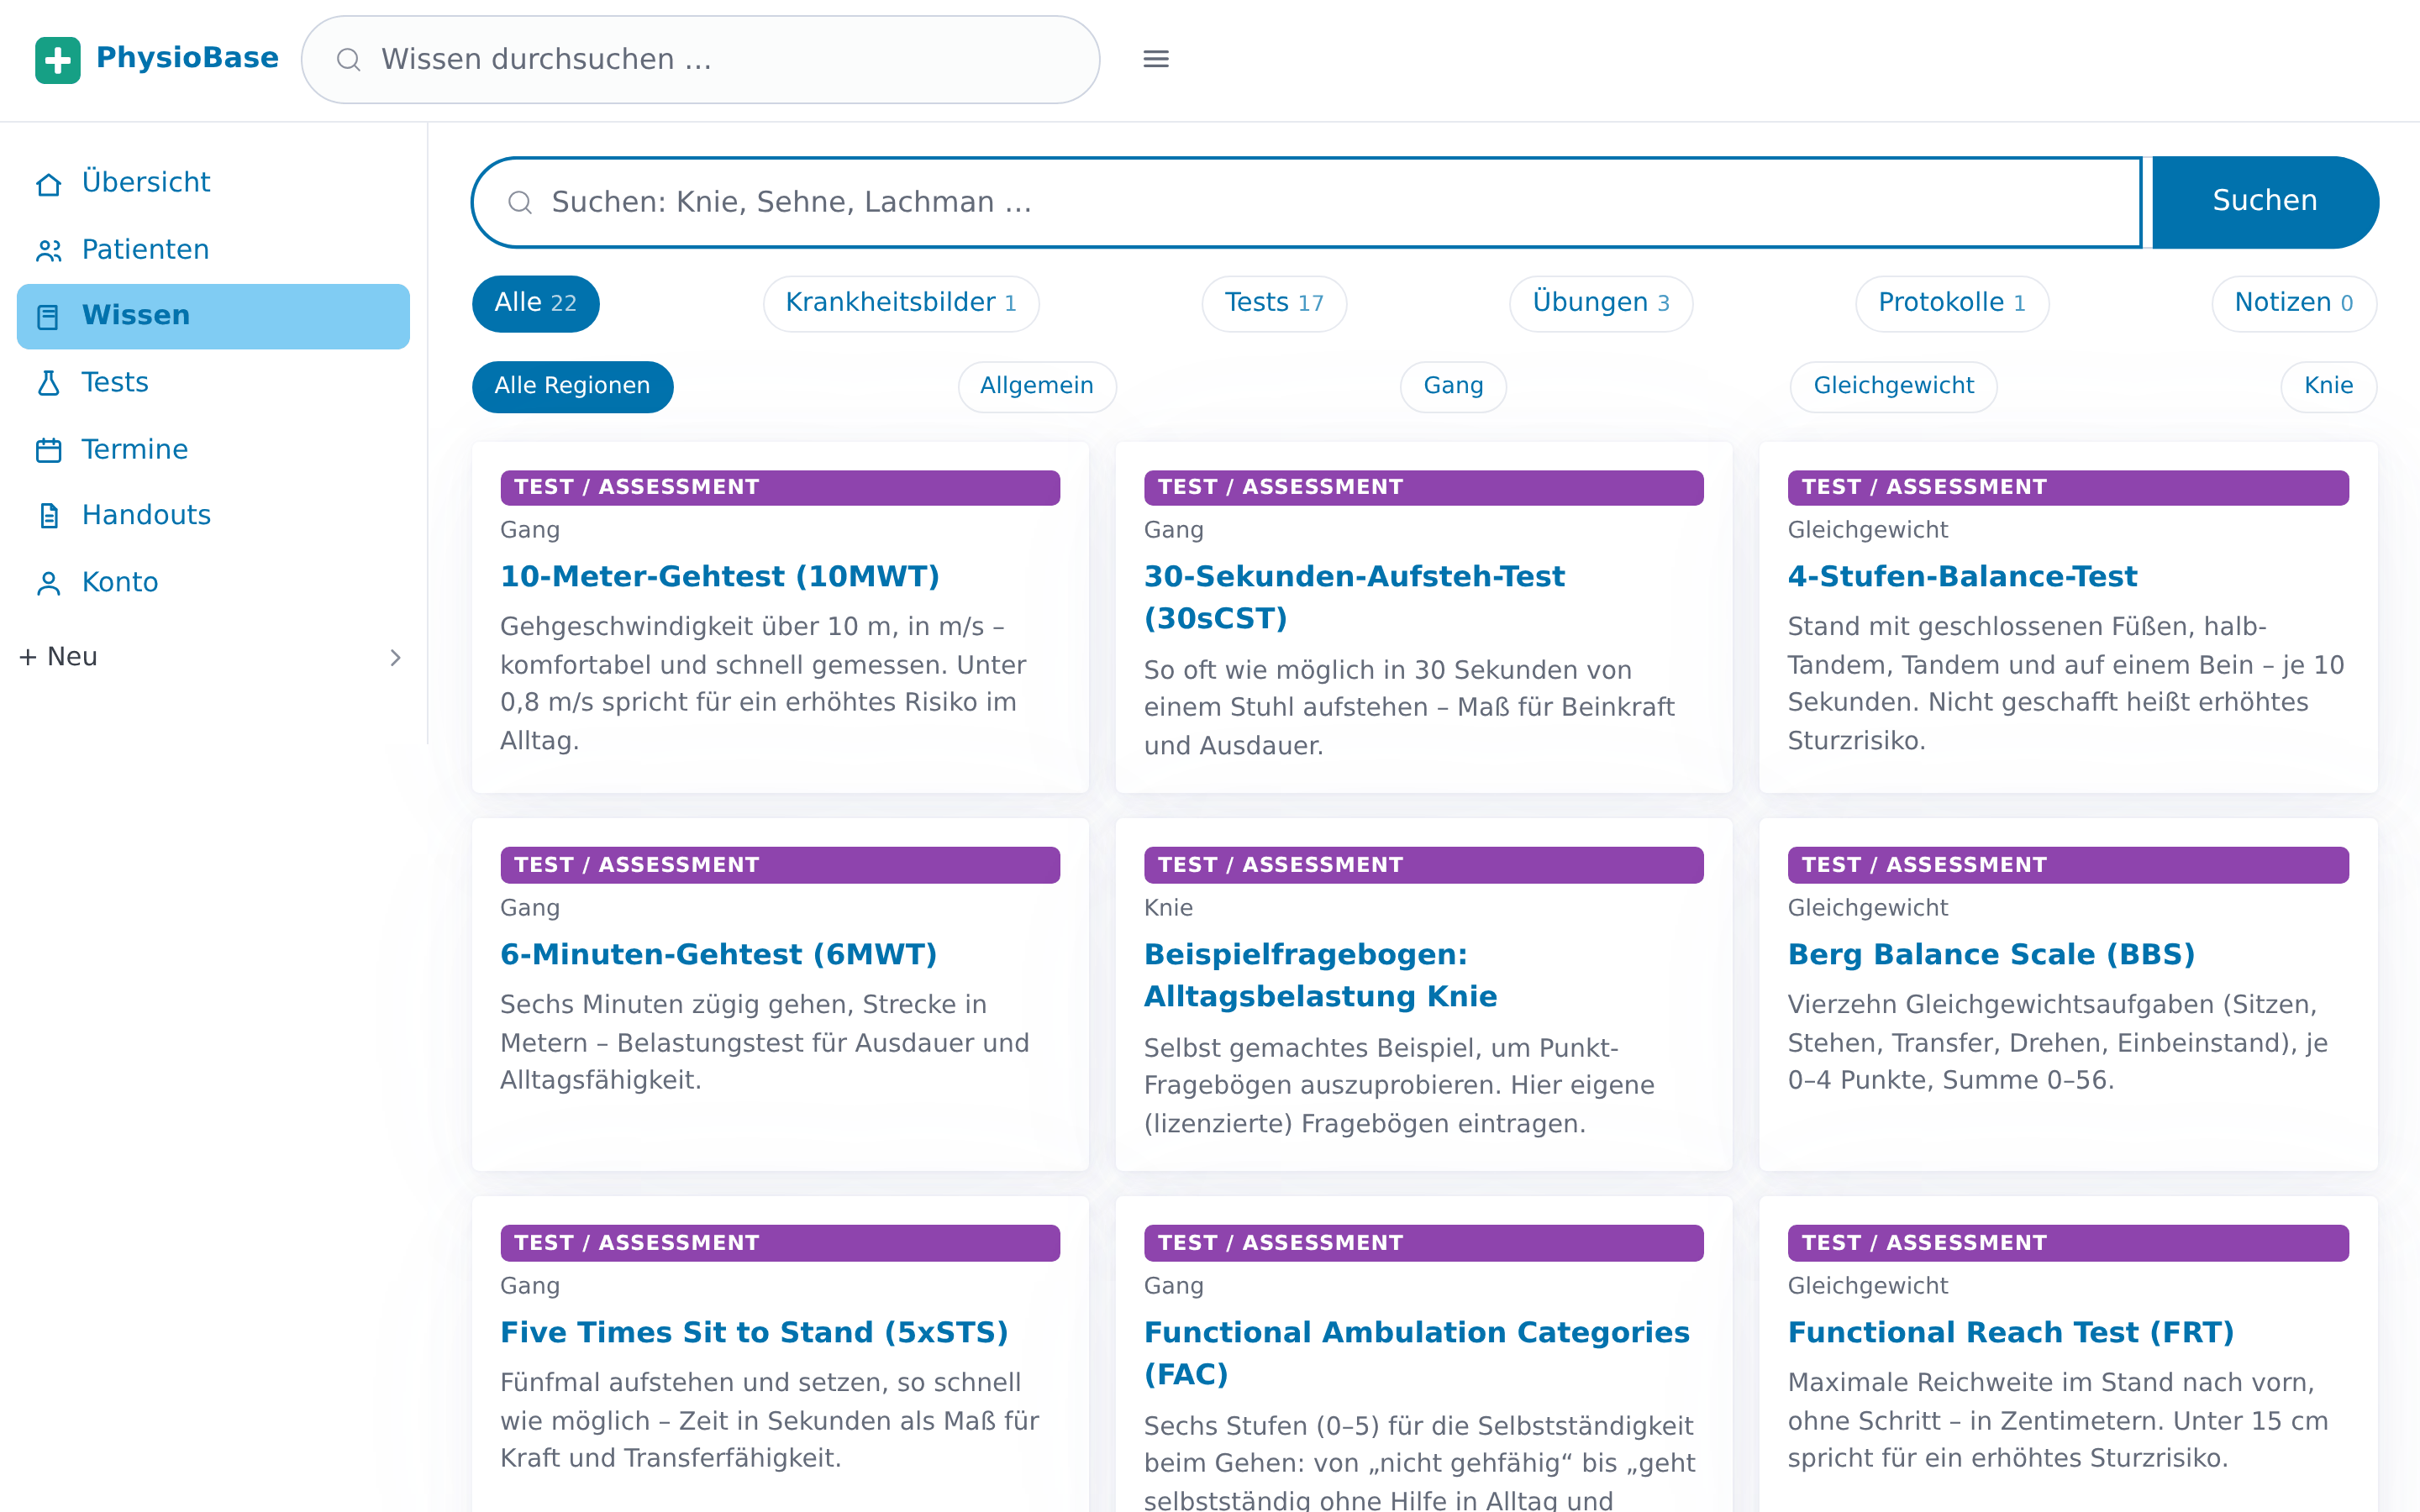 PhysioBase
Wissen durchsuchen …
Übersicht
Patienten
Wissen
Tests
Termine
Handouts
Konto
+ Neu
Suchen: Knie, Sehne, Lachman …
Suchen
Alle 22
Krankheitsbilder 1
Tests 17
Übungen 3
Protokolle 1
Notizen 0
Alle Regionen
Allgemein
Gang
Gleichgewicht
Knie
TEST / ASSESSMENT
Gang
10-Meter-Gehtest (10MWT)
Gehgeschwindigkeit über 10 m, in m/s –
komfortabel und schnell gemessen. Unter
0,8 m/s spricht für ein erhöhtes Risiko im
Alltag.
TEST / ASSESSMENT
Gang
30-Sekunden-Aufsteh-Test
(30sCST)
So oft wie möglich in 30 Sekunden von
einem Stuhl aufstehen – Maß für Beinkraft
und Ausdauer.
TEST / ASSESSMENT
Gleichgewicht
4-Stufen-Balance-Test
Stand mit geschlossenen Füßen, halb-
Tandem, Tandem und auf einem Bein – je 10
Sekunden. Nicht geschafft heißt erhöhtes
Sturzrisiko.
TEST / ASSESSMENT
Gang
6-Minuten-Gehtest (6MWT)
Sechs Minuten zügig gehen, Strecke in
Metern – Belastungstest für Ausdauer und
Alltagsfähigkeit.
TEST / ASSESSMENT
Knie
Beispielfragebogen:
Alltagsbelastung Knie
Selbst gemachtes Beispiel, um Punkt-
Fragebögen auszuprobieren. Hier eigene
(lizenzierte) Fragebögen eintragen.
TEST / ASSESSMENT
Gleichgewicht
Berg Balance Scale (BBS)
Vierzehn Gleichgewichtsaufgaben (Sitzen,
Stehen, Transfer, Drehen, Einbeinstand), je
0–4 Punkte, Summe 0–56.
TEST / ASSESSMENT
Gang
Five Times Sit to Stand (5xSTS)
Fünfmal aufstehen und setzen, so schnell
wie möglich – Zeit in Sekunden als Maß für
Kraft und Transferfähigkeit.
TEST / ASSESSMENT
Gang
Functional Ambulation Categories
(FAC)
Sechs Stufen (0–5) für die Selbstständigkeit
beim Gehen: von „nicht gehfähig“ bis „geht
selbstständig ohne Hilfe in Alltag und
TEST / ASSESSMENT
Gleichgewicht
Functional Reach Test (FRT)
Maximale Reichweite im Stand nach vorn,
ohne Schritt – in Zentimetern. Unter 15 cm
spricht für ein erhöhtes Sturzrisiko.